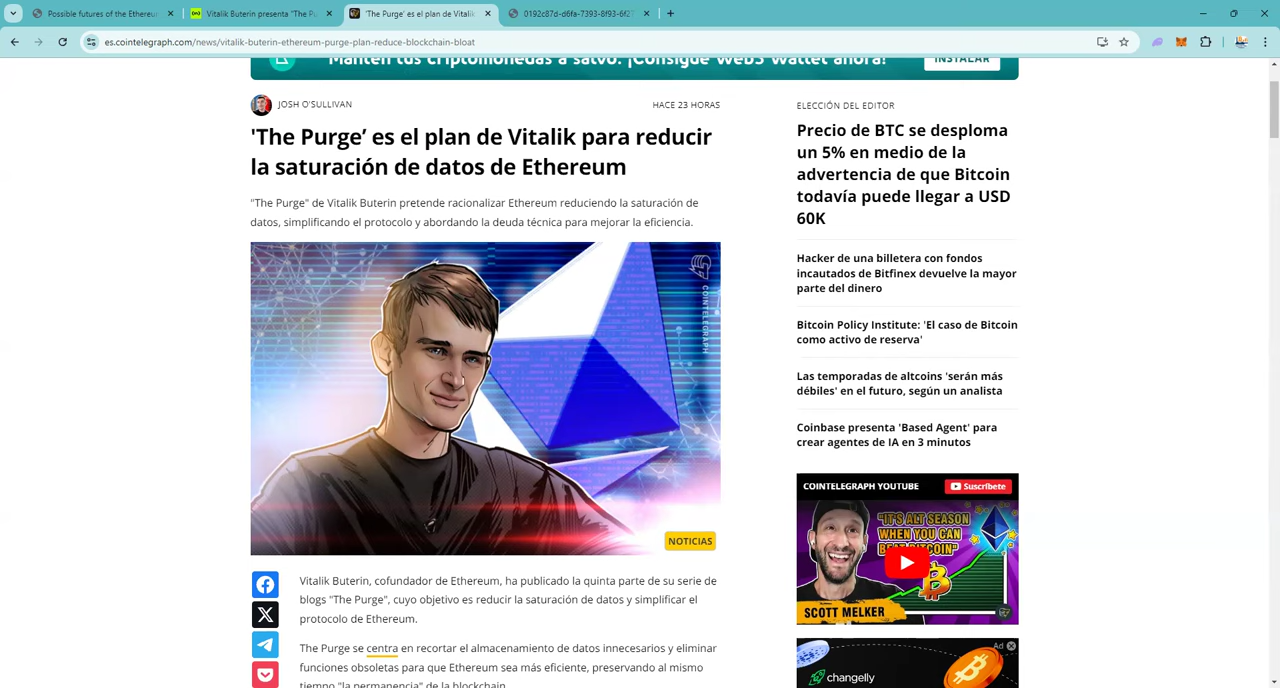 Possible futures of the Ethereu
Vitalik Buterin presenta "The Pu
'The Purge' es el plan de Vitalik
0192c87d-d6fa-7393-8f93-6f27
es.cointelegraph.com/news/vitalik-buterin-ethereum-purge-plan-reduce-blockchain-bloat
Mantén tus criptomonedas a salvo. ¡Consigue Web3 Wallet ahora!
INSTALAR
JOSH O'SULLIVAN
HACE 23 HORAS
'The Purge’ es el plan de Vitalik para reducir
la saturación de datos de Ethereum
"The Purge" de Vitalik Buterin pretende racionalizar Ethereum reduciendo la saturación de
datos, simplificando el protocolo y abordando la deuda técnica para mejorar la eficiencia.
COINTELEGRAPH
NOTICIAS
Vitalik Buterin, cofundador de Ethereum, ha publicado la quinta parte de su serie de
blogs "The Purge", cuyo objetivo es reducir la saturación de datos y simplificar el
protocolo de Ethereum.
The Purge se centra en recortar el almacenamiento de datos innecesarios y eliminar
funciones obsoletas para que Ethereum sea más eficiente, preservando al mismo
tiempo "la permanencia" de la blockchain.
ELECCIÓN DEL EDITOR
Precio de BTC se desploma
un 5% en medio de la
advertencia de que Bitcoin
todavía puede llegar a USD
60K
Hacker de una billetera con fondos
incautados de Bitfinex devuelve la mayor
parte del dinero
Bitcoin Policy Institute: 'El caso de Bitcoin
como activo de reserva'
Las temporadas de altcoins 'serán más
débiles' en el futuro, según un analista
Coinbase presenta 'Based Agent' para
crear agentes de IA en 3 minutos
COINTELEGRAPH YOUTUBE
Suscríbete
"IT'S ALT SEASON
WHEN YOU CAN
BEAT BITCOIN"
SCOTT MELKER
Ad
changelly